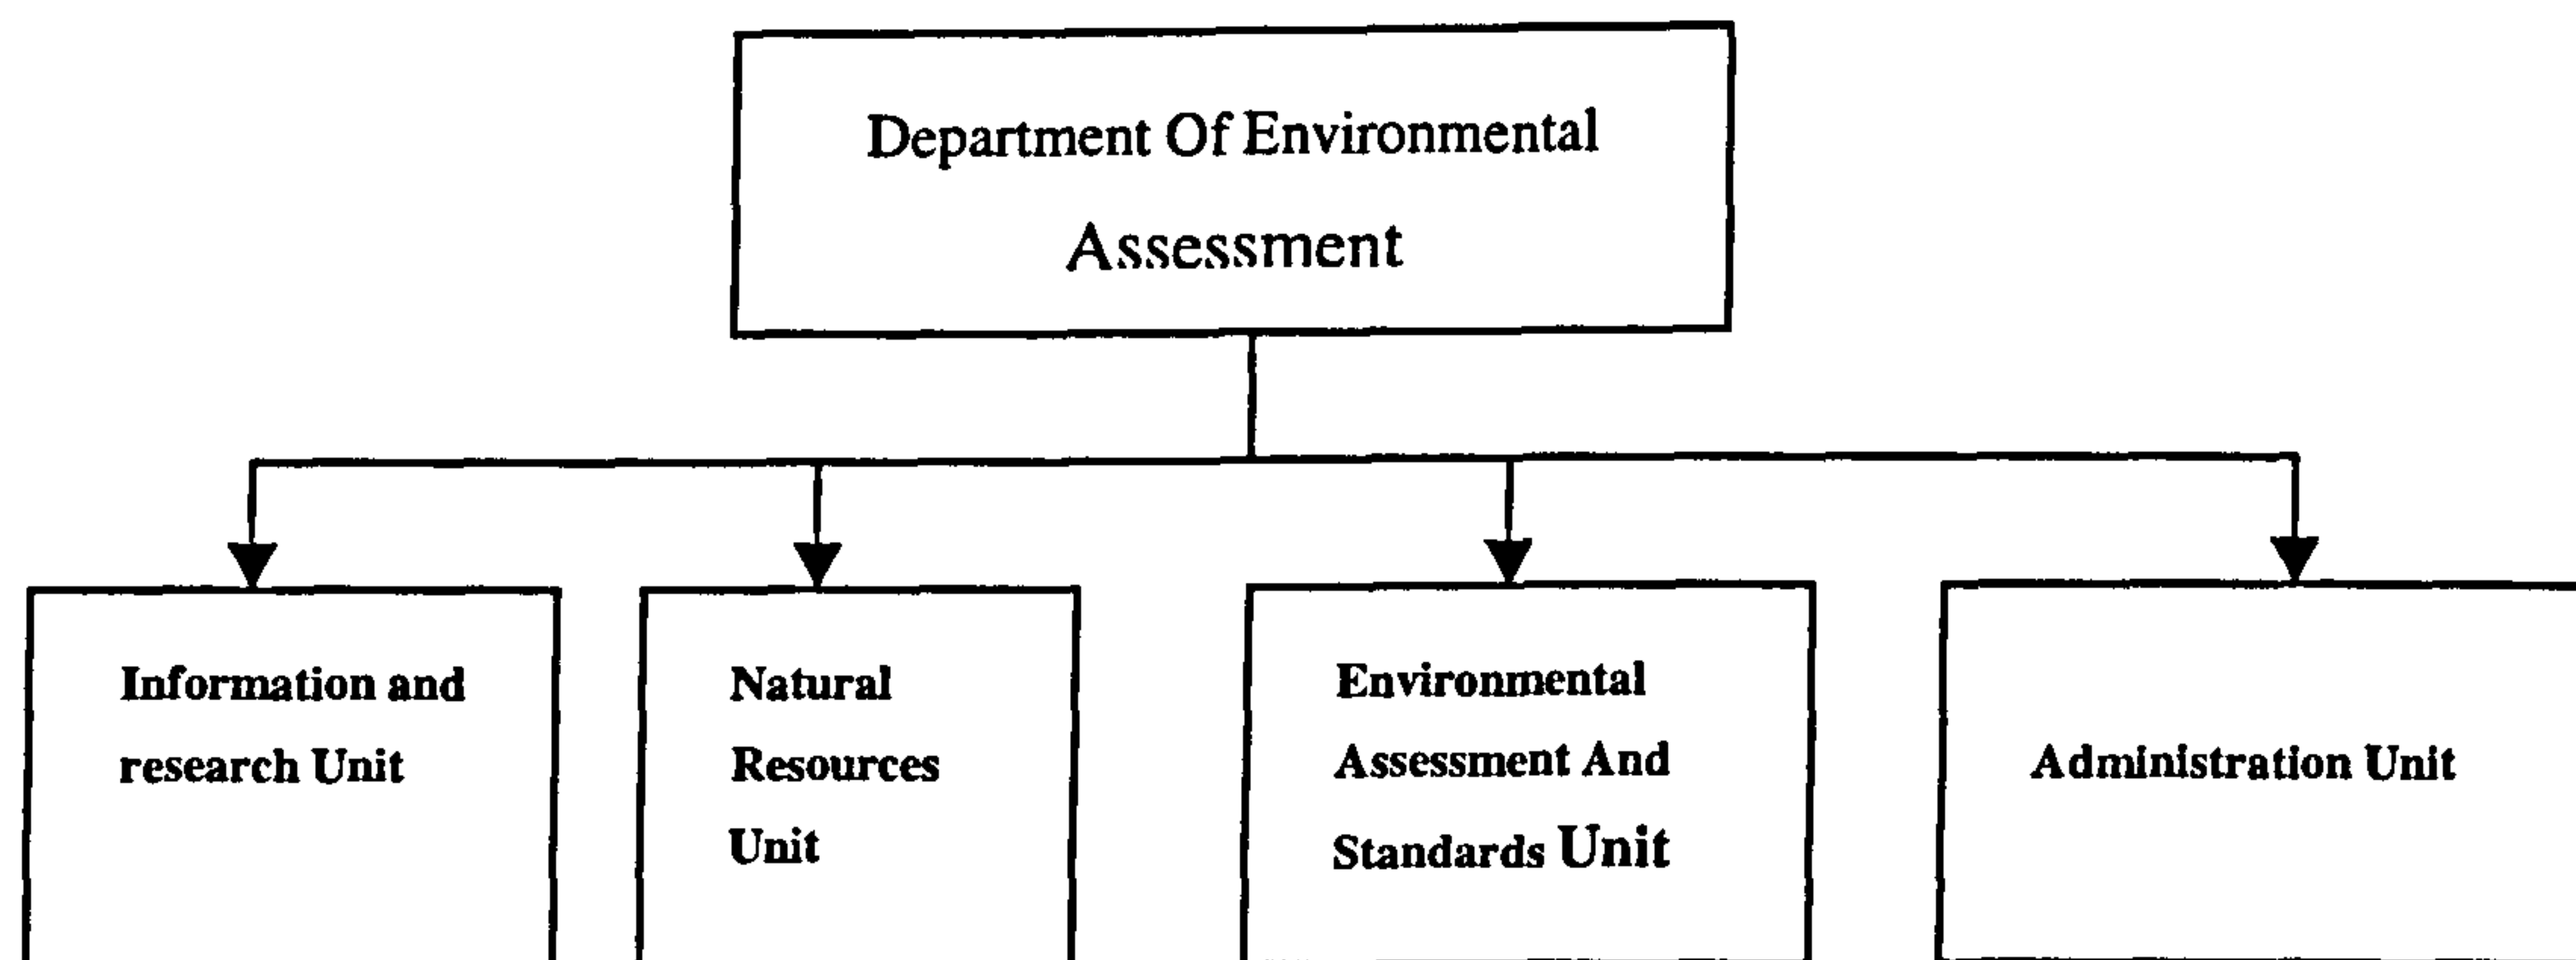 Department Of Environmental
Assessment
Information and
research Unit
Natural
Resources
Unit
Environmental
Assessment And
Standards Unit
Administration Unit